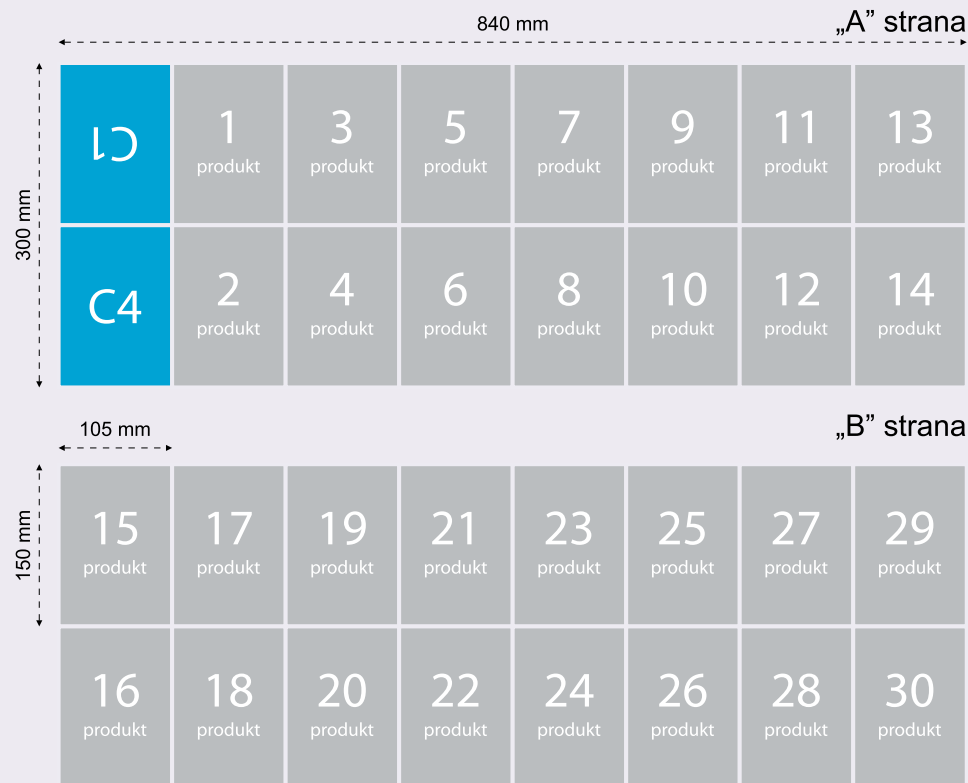 840 mm
„A” strana
300 mm
C1
1
produkt
3
produkt
5
produkt
7
produkt
9
produkt
11
produkt
13
produkt
C4
2
produkt
4
produkt
6
produkt
8
produkt
10
produkt
12
produkt
14
produkt
„B” strana
105 mm
150 mm
15
produkt
17
produkt
19
produkt
21
produkt
23
produkt
25
produkt
27
produkt
29
produkt
16
produkt
18
produkt
20
produkt
22
produkt
24
produkt
26
produkt
28
produkt
30
produkt